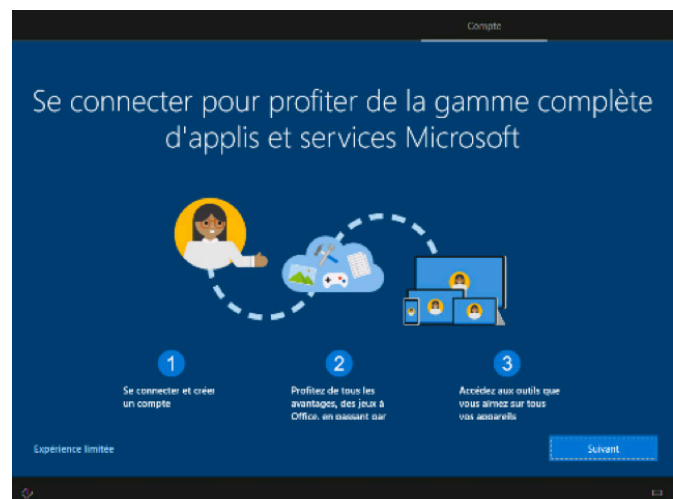 Compte
Se connecter pour profiter de la gamme complète
d'applis et services Microsoft
1
2
3
Se connecter et créer
un compte
Profitez de tous les
avantages, des jeux à
Office, en passant par
Accédez aux outils que
vous aimez sur tous
vos appareils
Expérience limitée
Suivant